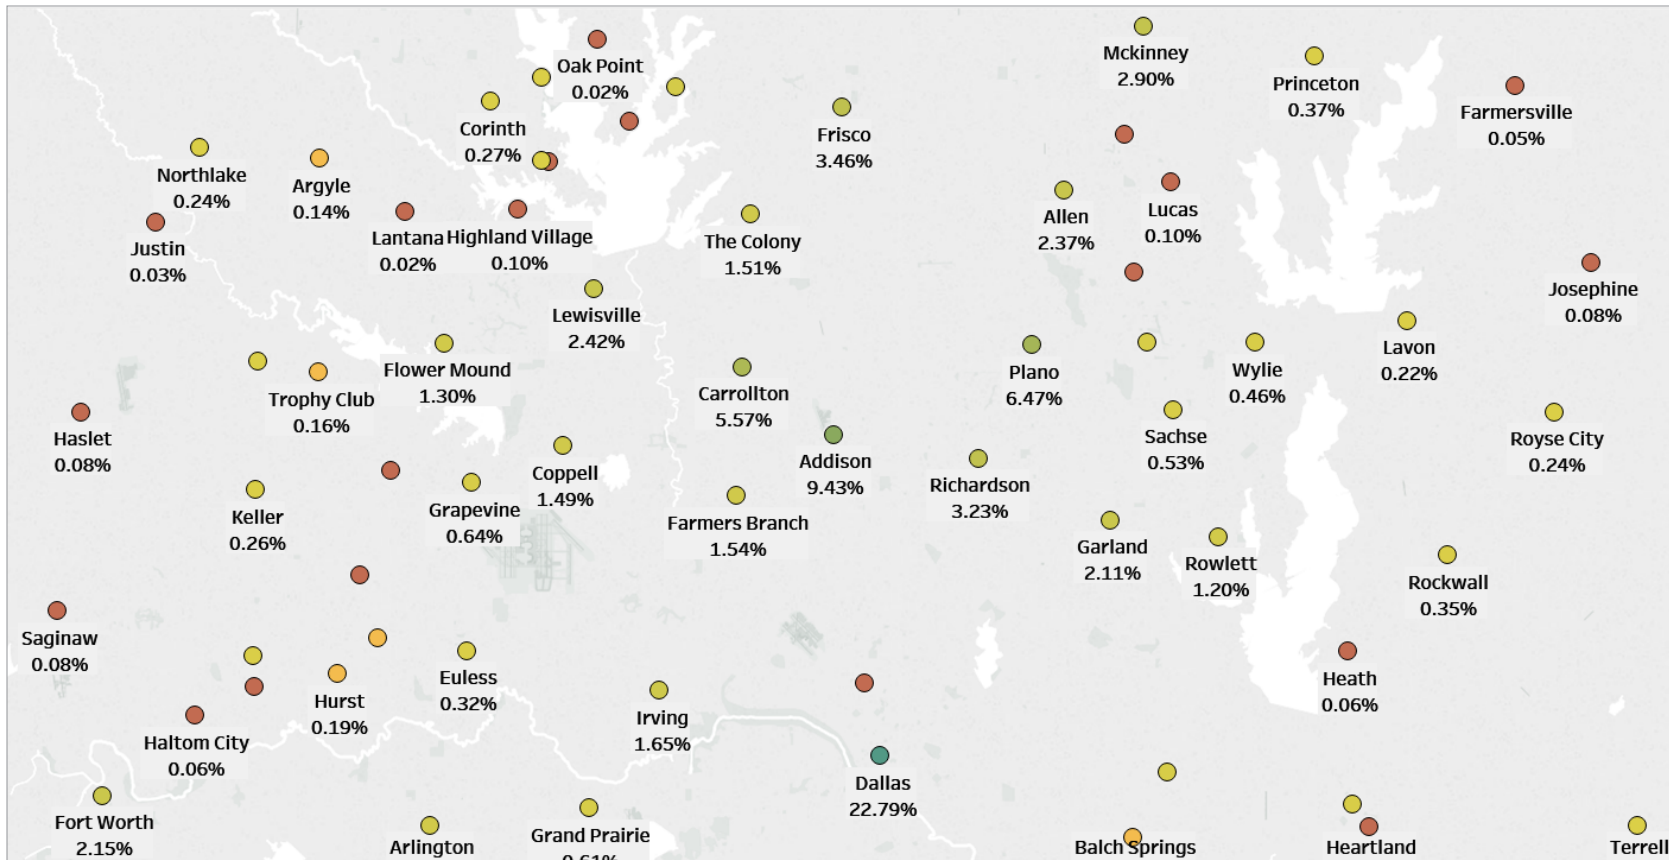 Mckinney
2.90%
Oak Point
0.02%
Princeton
0.37%
Farmersville
0.05%
Corinth
0.27%
Frisco
3.46%
Northlake
0.24%
Argyle
0.14%
Lucas
0.10%
Allen
2.37%
Justin
0.03%
Lantana
0.02%
Highland Village
0.10%
The Colony
1.51%
Josephine
0.08%
Lewisville
2.42%
Lavon
0.22%
Flower Mound
1.30%
Plano
6.47%
Wylie
0.46%
Trophy Club
0.16%
Carrollton
5.57%
Haslet
0.08%
Sachse
0.53%
Royse City
0.24%
Addison
9.43%
Coppell
1.49%
Richardson
3.23%
Keller
0.26%
Grapevine
0.64%
Farmers Branch
1.54%
Garland
2.11%
Rowlett
1.20%
Rockwall
0.35%
Saginaw
0.08%
Euless
0.32%
Heath
0.06%
Hurst
0.19%
Irving
1.65%
Haltom City
0.06%
Dallas
22.79%
Fort Worth
2.15%
Grand Prairie
0.61%
Arlington
Balch Springs
Heartland
Terrell